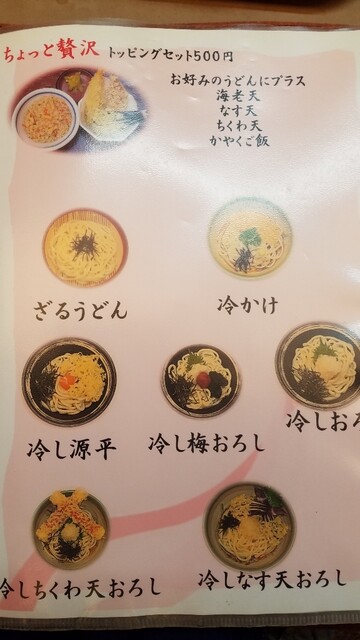 ちょっと贅沢 トッピングセット500円
お好みのうどんにプラス
海老天
なす天
ちくわ天
かやくご飯
ざるうどん
冷かけ
冷し源平
冷し梅おろし
冷しおろ
冷しちくわ天おろし
冷しなす天おろし